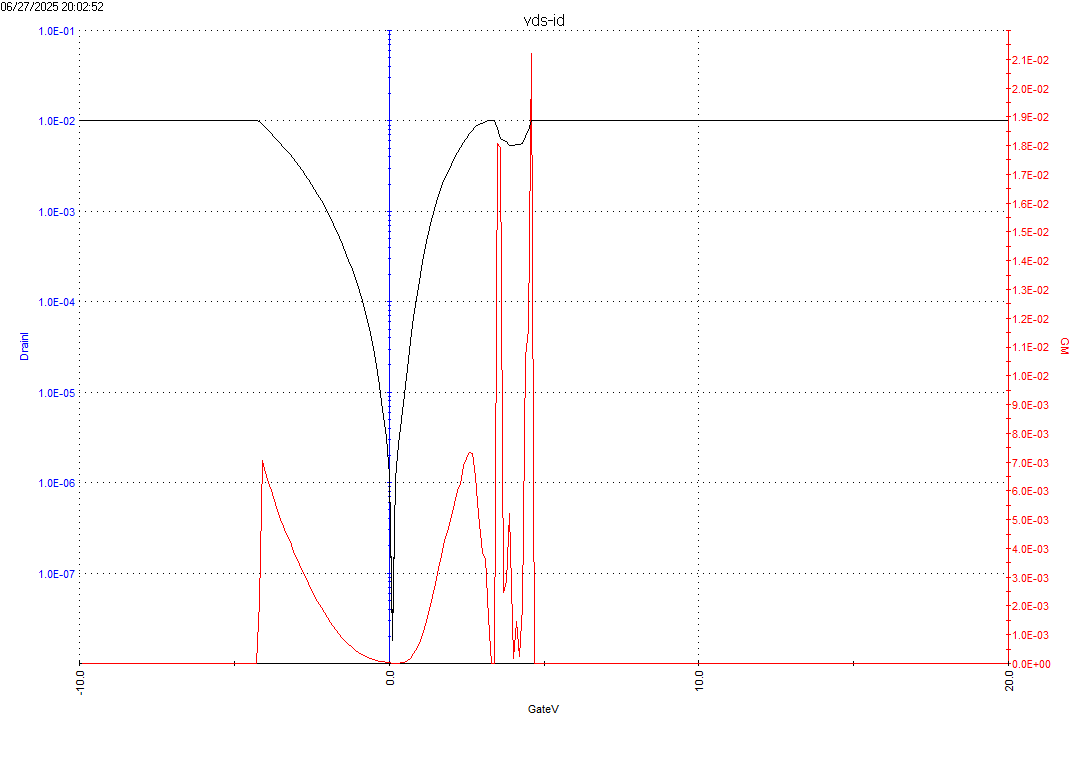 06/27/2025 20:02:52
vds-id
1.0E-01
1.0E-02
1.0E-03
1.0E-04
1.0E-05
1.0E-06
1.0E-07
DrainI
2.1E-02
2.0E-02
1.9E-02
1.8E-02
1.7E-02
1.6E-02
1.5E-02
1.4E-02
1.3E-02
1.2E-02
1.1E-02
1.0E-02
9.0E-03
8.0E-03
7.0E-03
6.0E-03
5.0E-03
4.0E-03
3.0E-03
2.0E-03
1.0E-03
0.0E+00
GM
-10.0
0.0
10.0
20.0
GateV